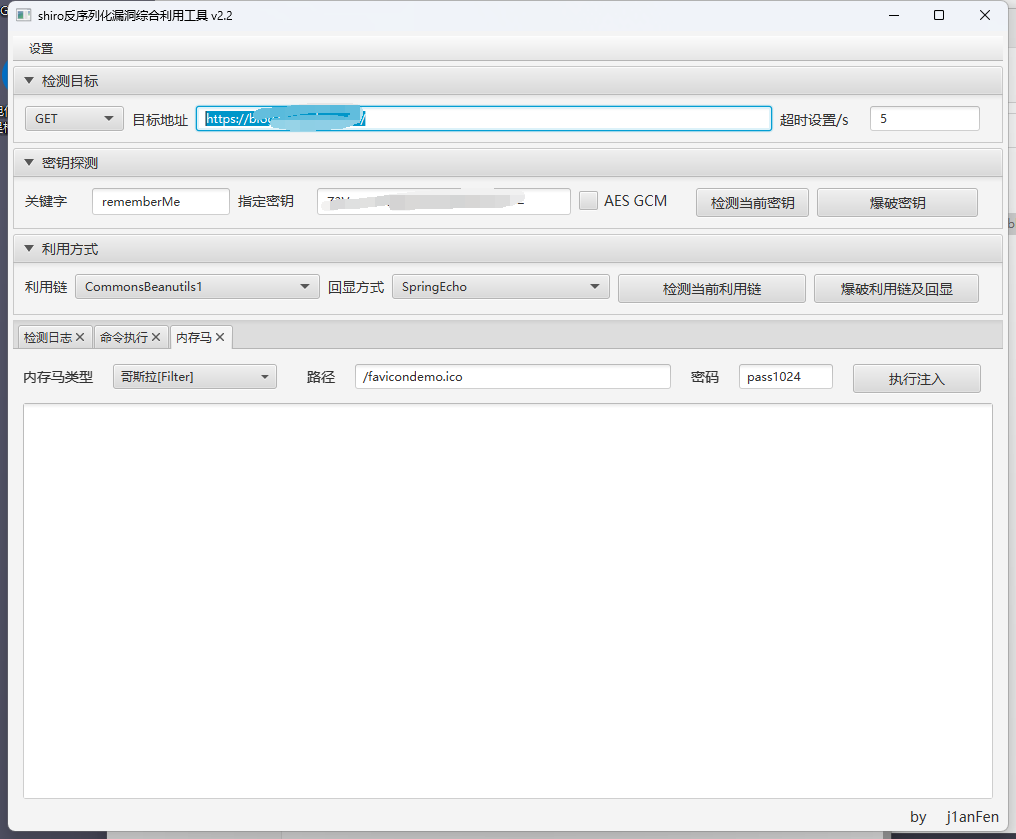 shiro反序列化漏洞综合利用工具 v2.2
设置
检测目标
GET 目标地址 https:// 超时设置/s 5
密钥探测
关键字 rememberMe 指定密钥 AES GCM 检测当前密钥 爆破密钥
利用方式
利用链 CommonsBeanutils1 回显方式 SpringEcho 检测当前利用链 爆破利用链及回显
检测日志 命令执行 内存马
内存马类型 哥斯拉[Filter] 路径 /favicondemo.ico 密码 pass1024 执行注入
by j1anFen